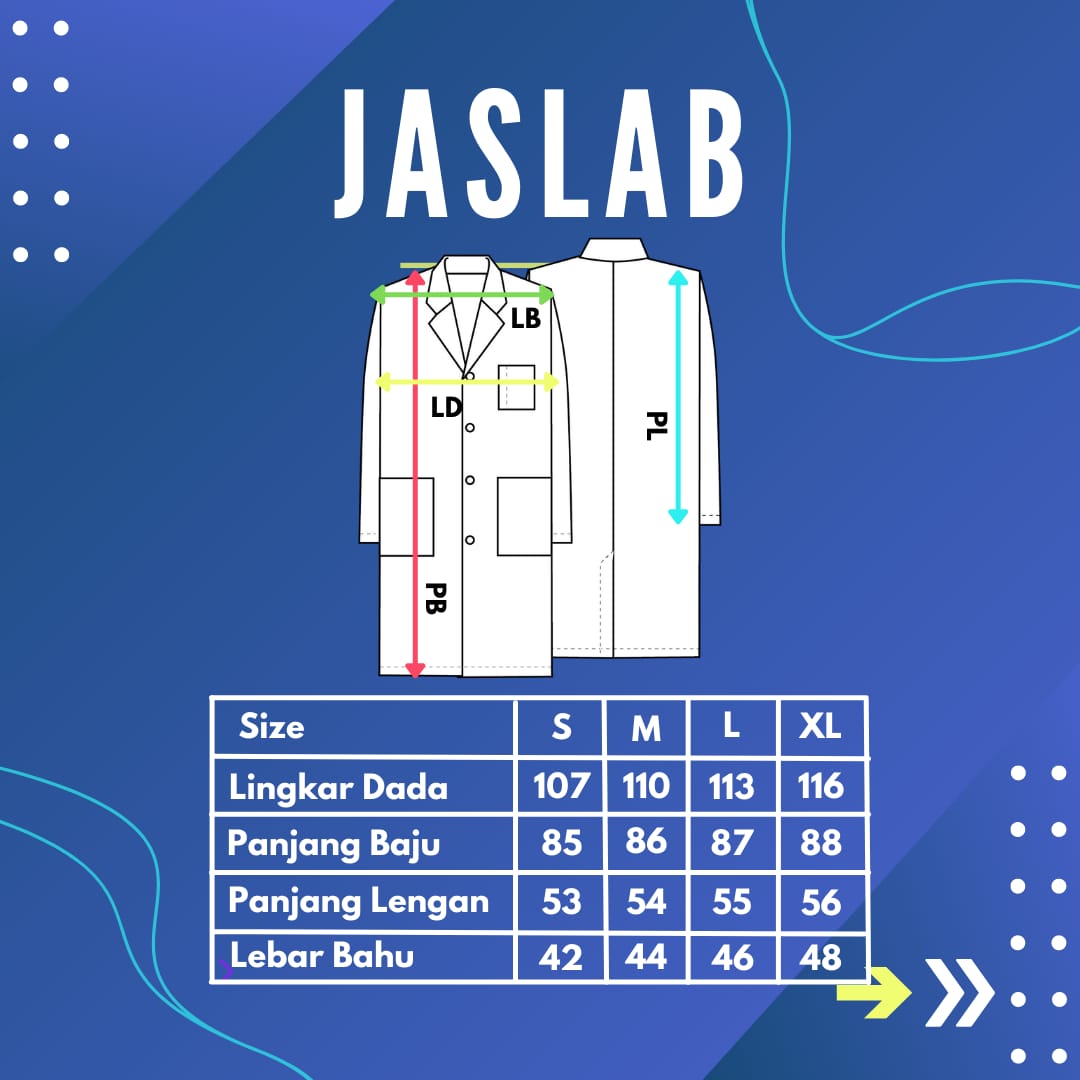 JASLAB
LB
LD
PL
PB
Size S M L XL
Lingkar Dada 107 110 113 116
Panjang Baju 85 86 87 88
Panjang Lengan 53 54 55 56
Lebar Bahu 42 44 46 48